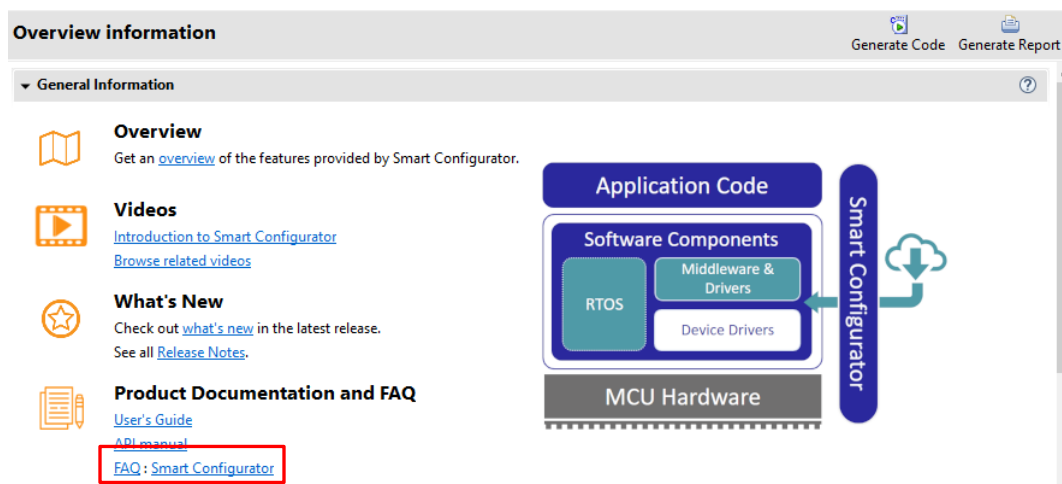 Overview information
Generate Code
Generate Report
General Information
Overview
Get an overview of the features provided by Smart Configurator.
Videos
Introduction to Smart Configurator
Browse related videos
What's New
Check out what's new in the latest release.
See all Release Notes.
Product Documentation and FAQ
User's Guide
API manual
FAQ : Smart Configurator
Application Code
Software Components
RTOS
Middleware &
Drivers
Device Drivers
MCU Hardware
Smart Configurator